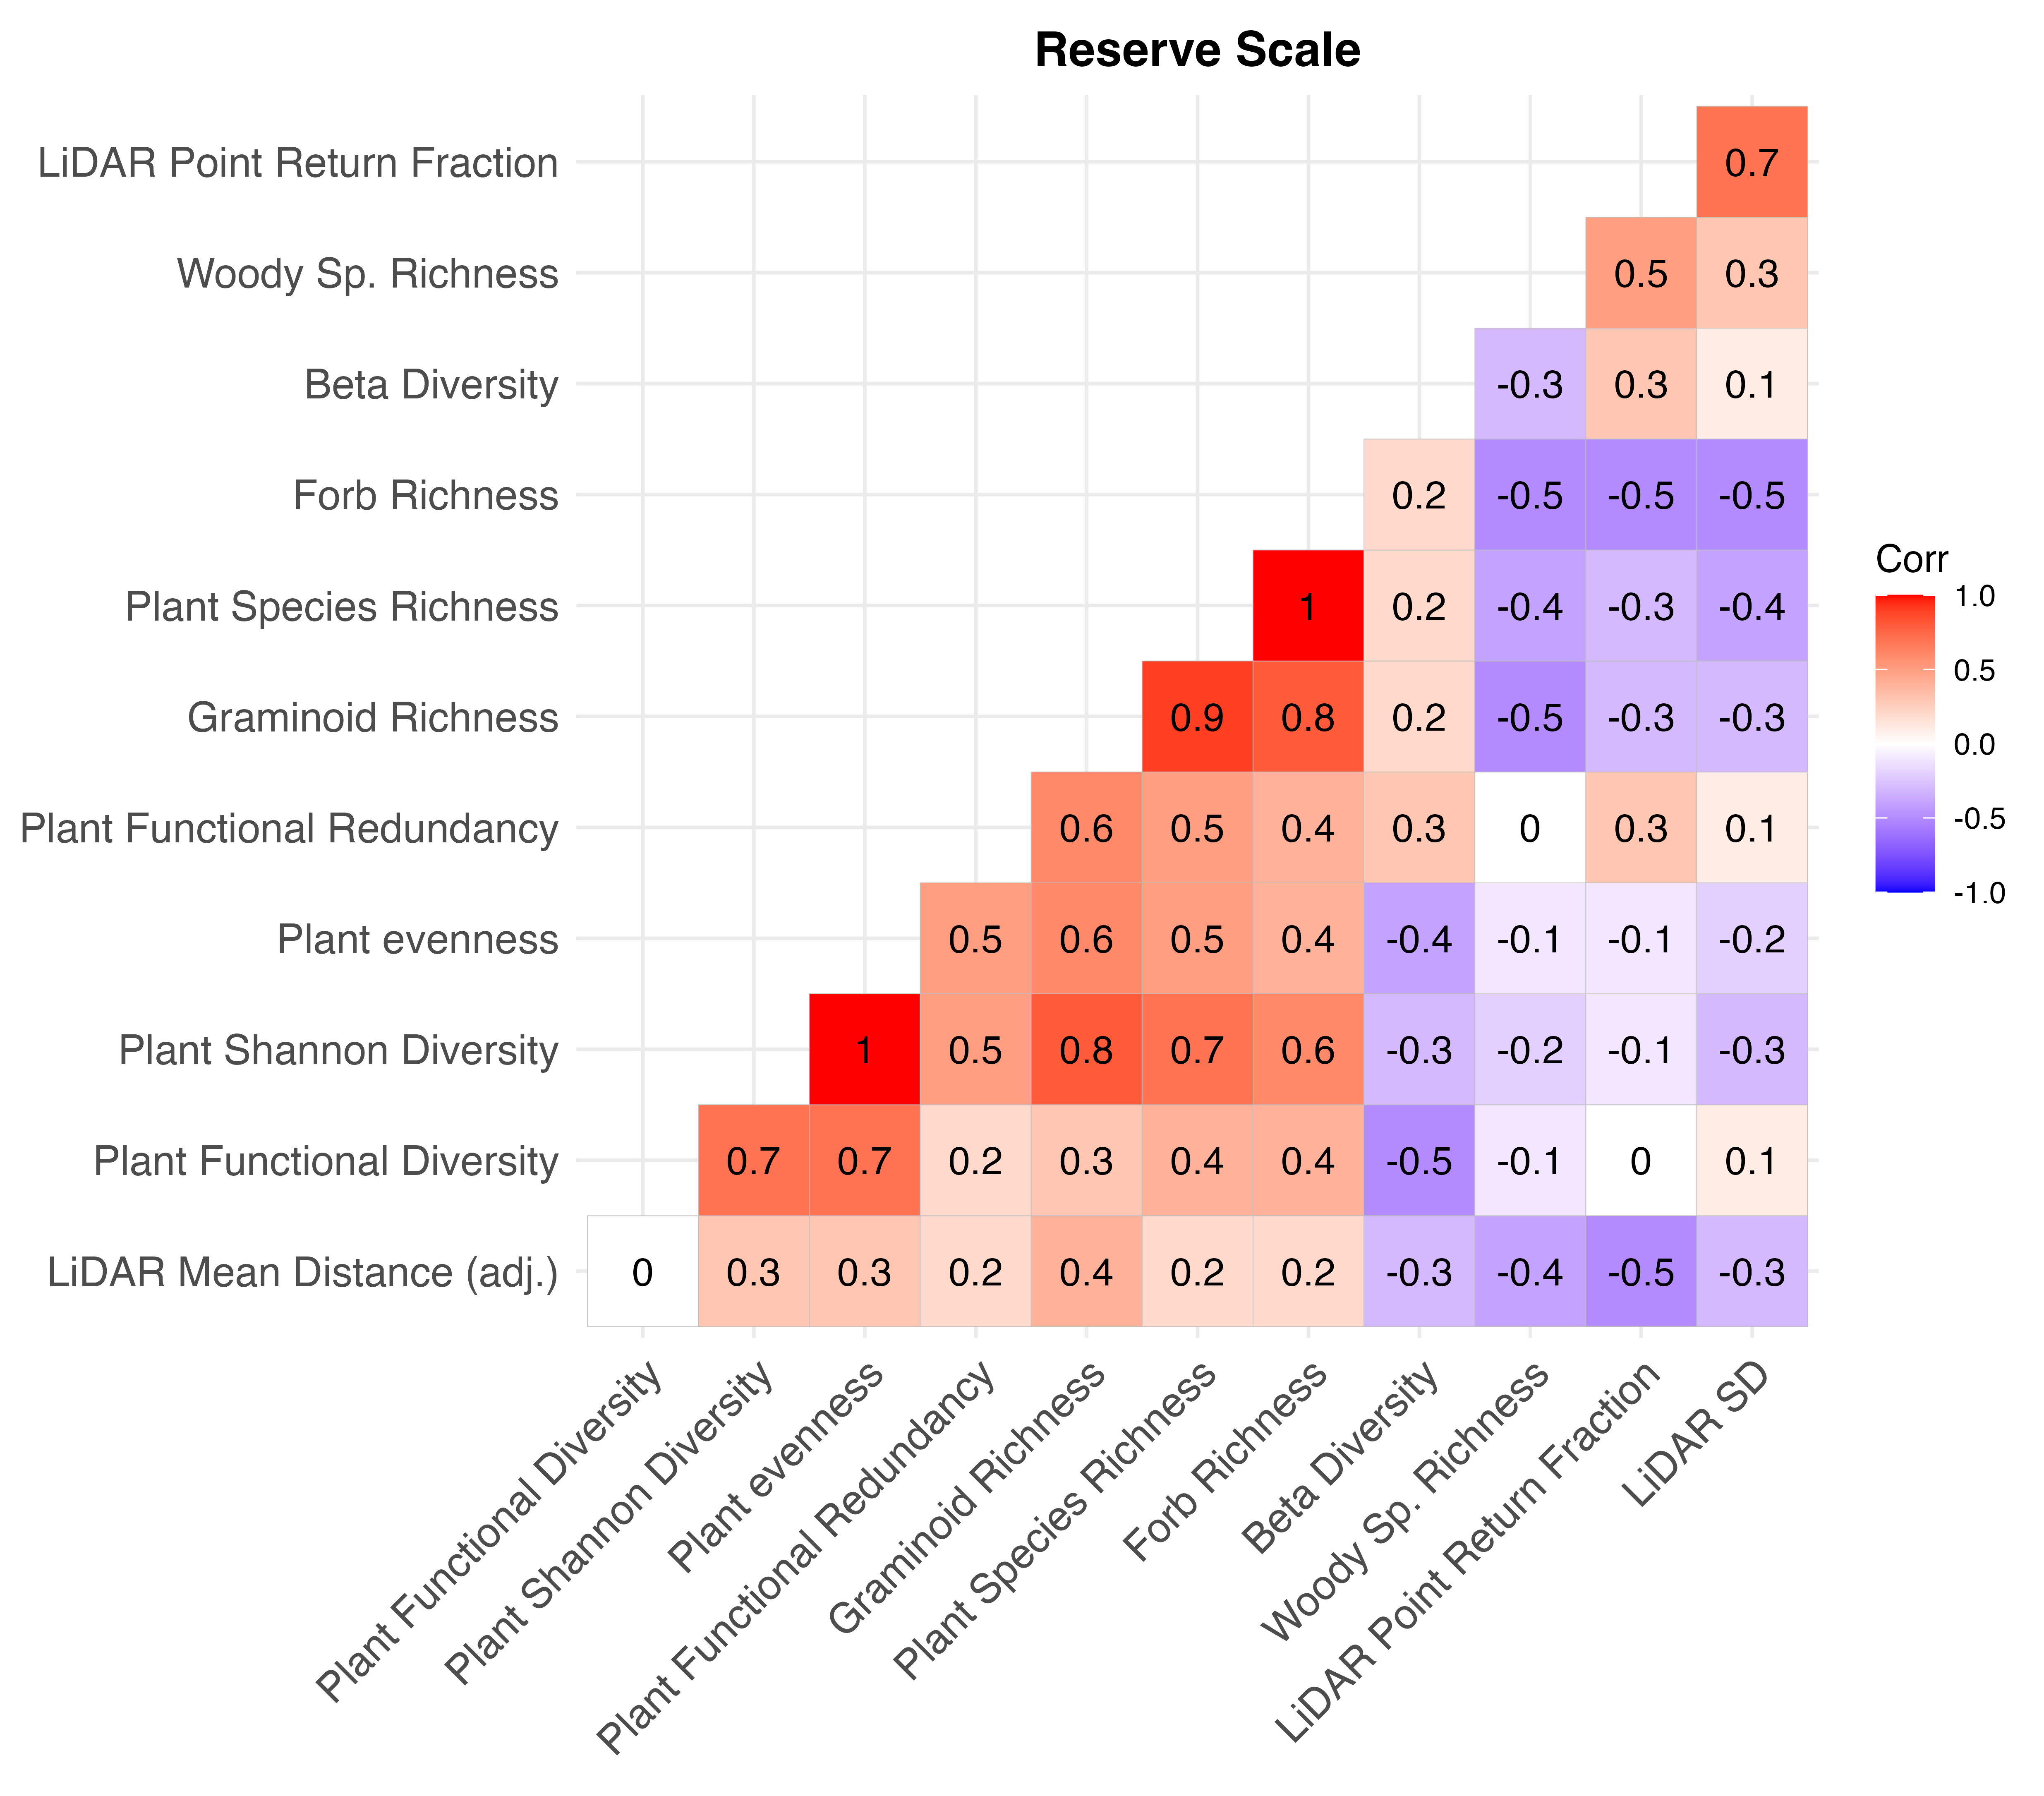 Reserve Scale
LiDAR Point Return Fraction 0.7
Woody Sp. Richness 0.5 0.3
Beta Diversity -0.3 0.3 0.1
Forb Richness 0.2 -0.5 -0.5 -0.5
Plant Species Richness 1 0.2 -0.4 -0.3 -0.4
Graminoid Richness 0.9 0.8 0.2 -0.5 -0.3 -0.3
Plant Functional Redundancy 0.6 0.5 0.4 0.3 0 0.3 0.1
Plant evenness 0.5 0.6 0.5 0.4 -0.4 -0.1 -0.1 -0.2
Plant Shannon Diversity 1 0.5 0.8 0.7 0.6 -0.3 -0.2 -0.1 -0.3
Plant Functional Diversity 0.7 0.7 0.2 0.3 0.4 0.4 -0.5 -0.1 0 0.1
LiDAR Mean Distance (adj.) 0 0.3 0.3 0.2 0.4 0.2 0.2 -0.3 -0.4 -0.5 -0.3
Plant Functional Diversity
Plant Shannon Diversity
Plant evenness
Plant Functional Redundancy
Graminoid Richness
Plant Species Richness
Forb Richness
Beta Diversity
Woody Sp. Richness
LiDAR Point Return Fraction
LiDAR SD
Corr
1.0
0.5
0.0
-0.5
-1.0